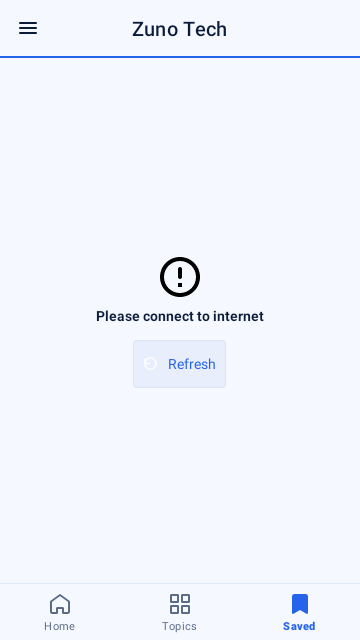 Zuno Tech
Please connect to internet
Refresh
Home
Topics
Saved